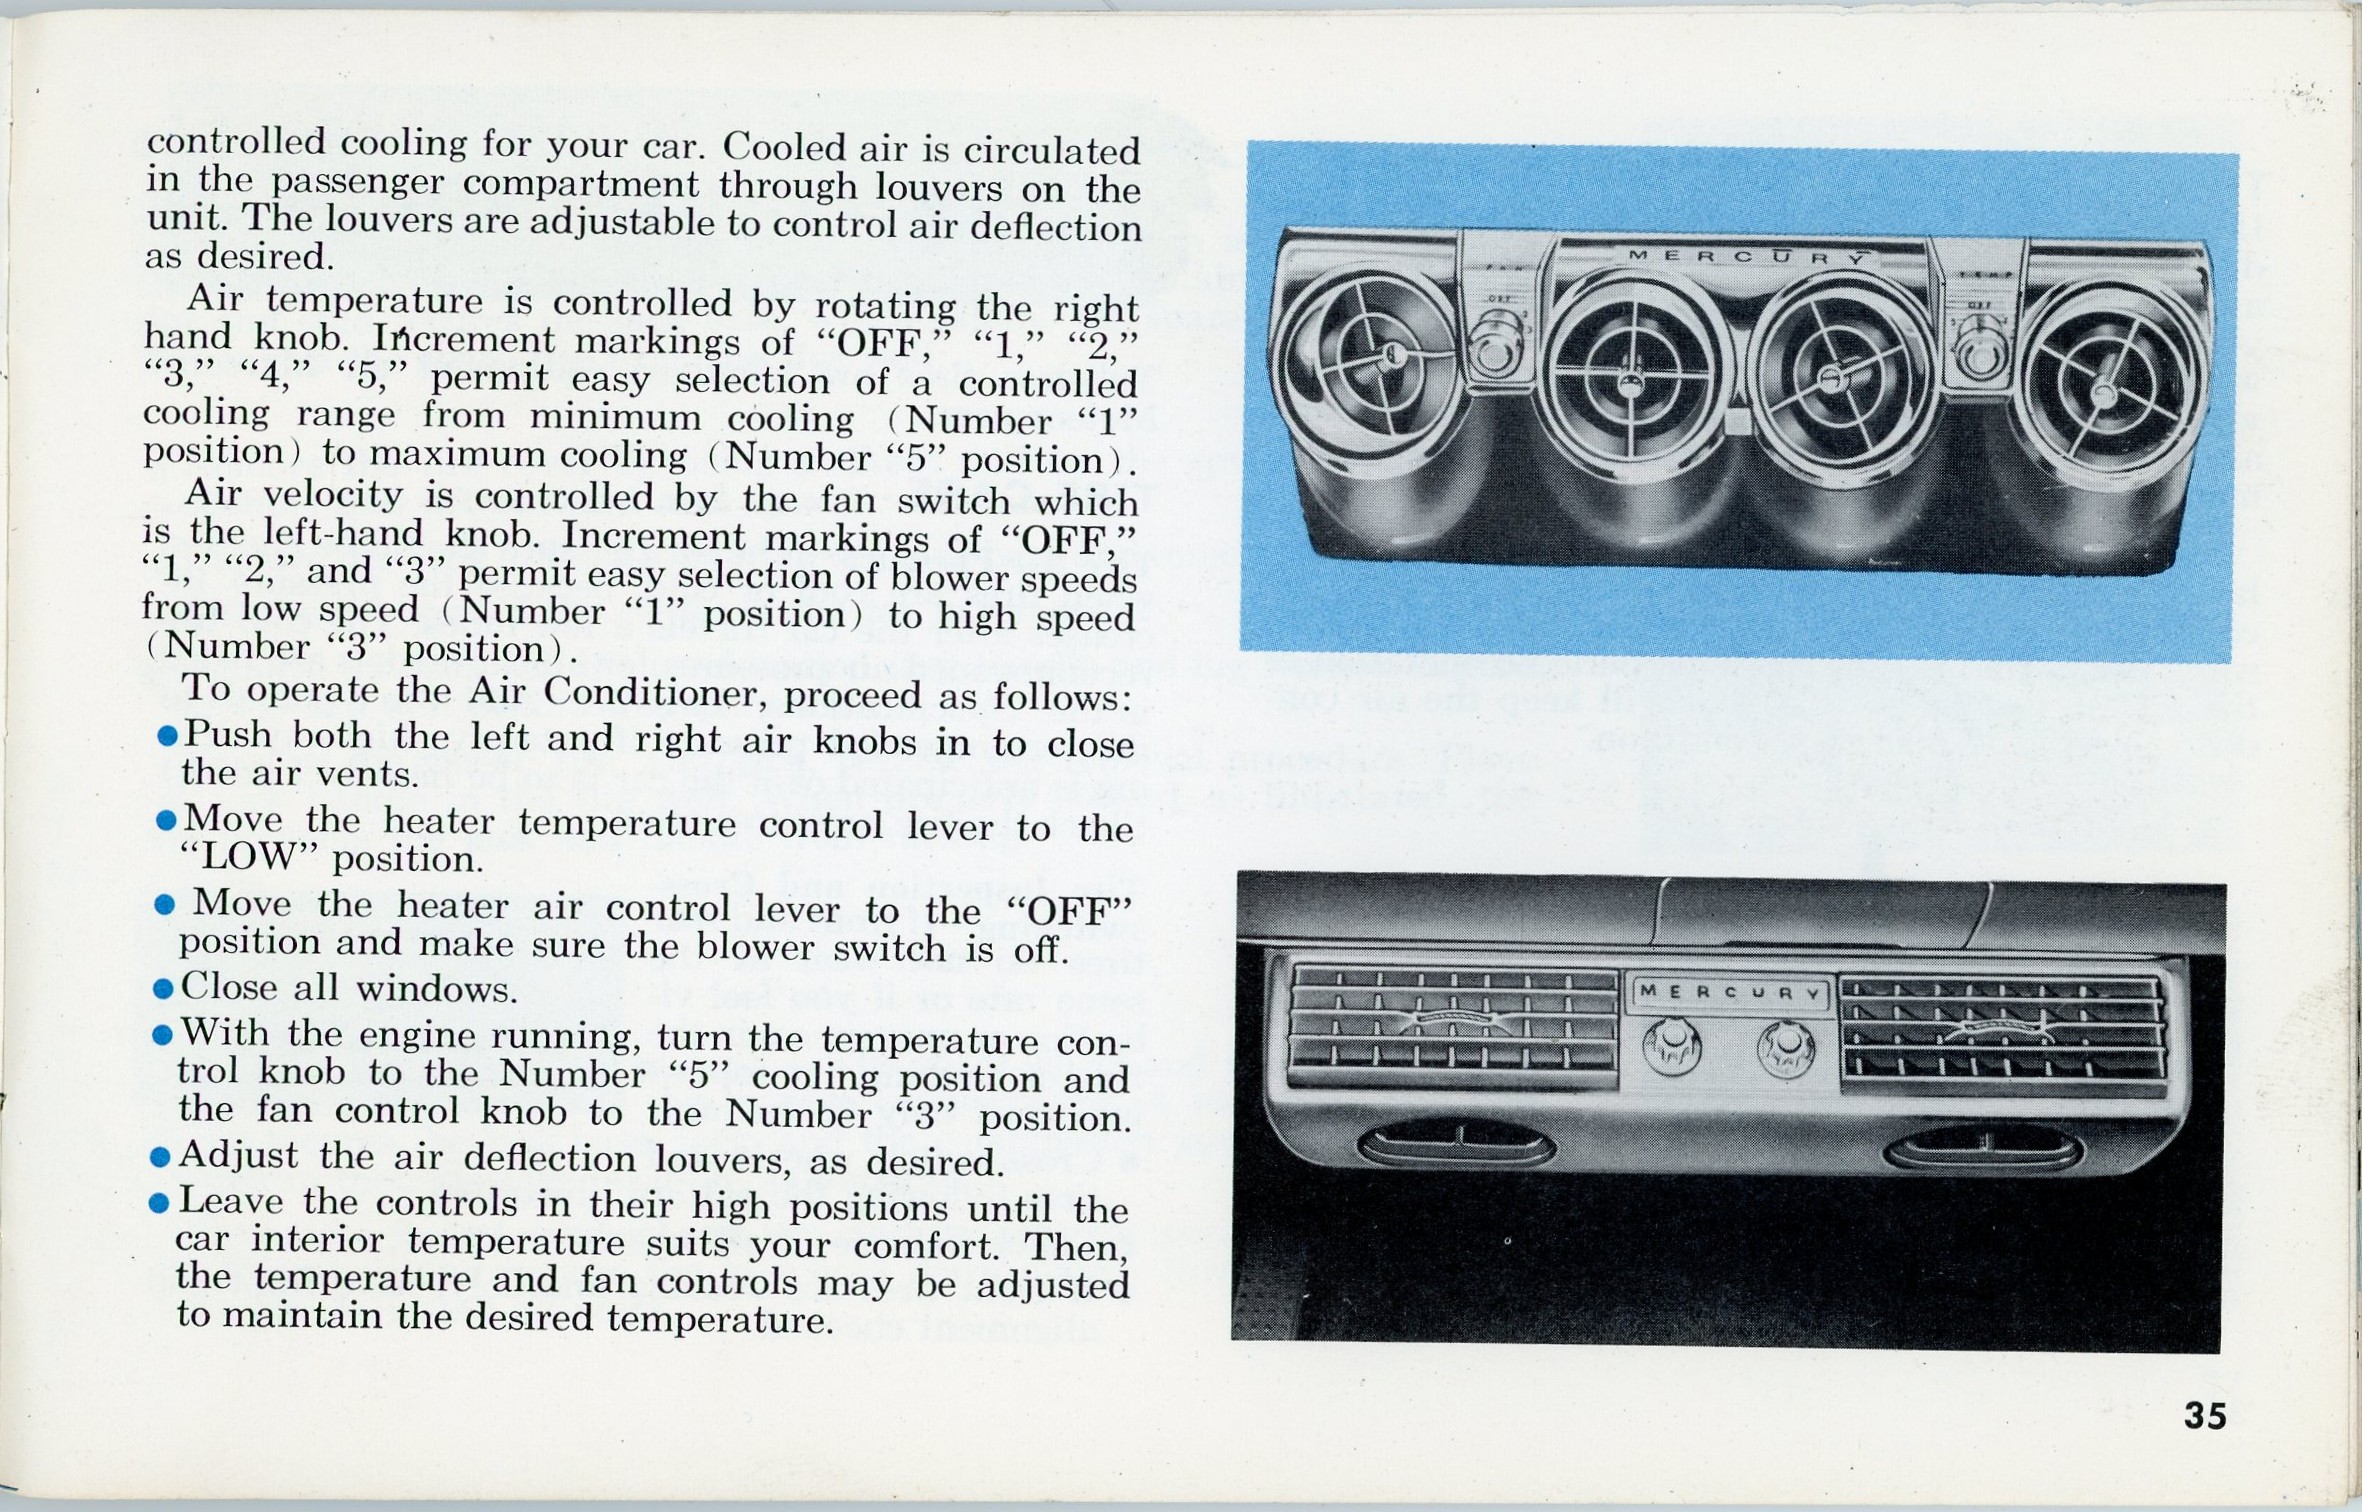 controlled cooling for your car. Cooled air is circulated
in the passenger compartment through louvers on the
unit. The louvers are adjustable to control air deflection
as desired.
Air temperature is controlled by rotating the right
hand knob. Increment markings of “OFF,” “1,” “2,”
“3,” “4,” “5,” permit easy selection of a controlled
cooling range from minimum cooling (Number “1”
position) to maximum cooling (Number “5” position).
Air velocity is controlled by the fan switch which
is the left-hand knob. Increment markings of “OFF,”
“1,” “2,” and “3” permit easy selection of blower speeds
from low speed (Number “1” position) to high speed
(Number “3” position).
To operate the Air Conditioner, proceed as follows:
●Push both the left and right air knobs in to close
the air vents.
●Move the heater temperature control lever to the
“LOW” position.
● Move the heater air control lever to the “OFF”
position and make sure the blower switch is off.
●Close all windows.
●With the engine running, turn the temperature con-
trol knob to the Number “5” cooling position and
the fan control knob to the Number “3” position.
●Adjust the air deflection louvers, as desired.
●Leave the controls in their high positions until the
car interior temperature suits your comfort. Then,
the temperature and fan controls may be adjusted
to maintain the desired temperature.
MERCURY
FAN
OFF
TEMP
OFF
MERCURY
35